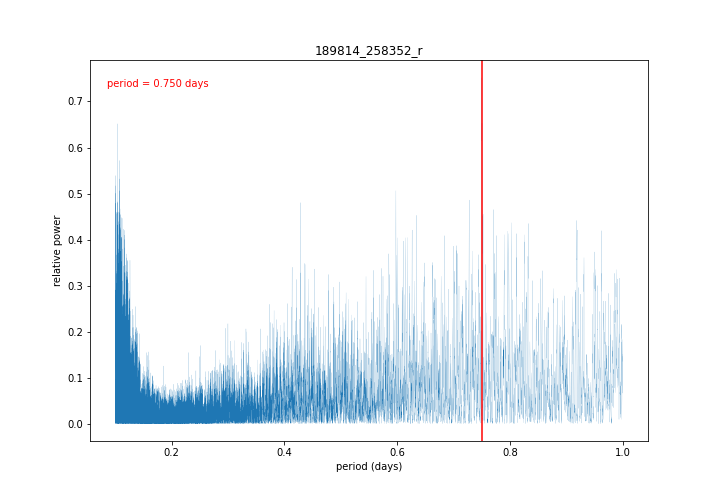 189814_258352_r
period = 0.750 days
0.7
0.6
0.5
0.4
0.3
0.2
0.1
0.0
relative power
0.2 0.4 0.6 0.8 1.0
period (days)